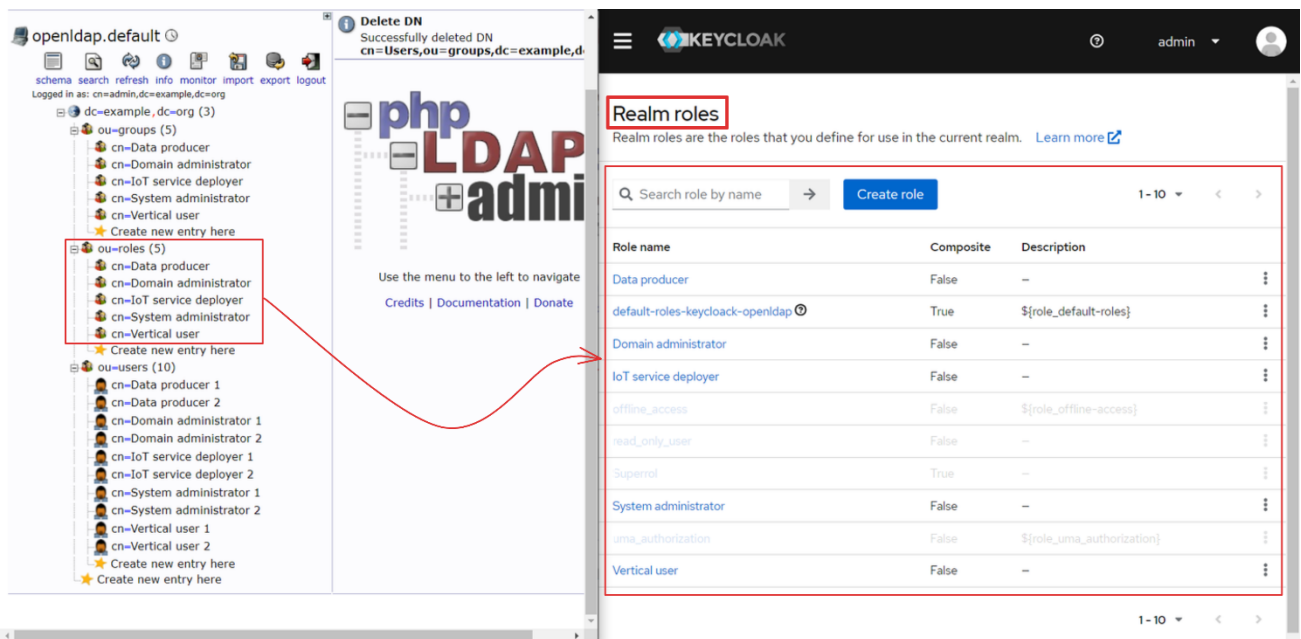 openldap.default
schema search refresh info monitor import export logout
Logged in as: cn=admin,dc=example,dc=org
dc=example,dc=org (3)
ou=groups (5)
cn=Data producer
cn=Domain administrator
cn=IoT service deployer
cn=System administrator
cn=Vertical user
Create new entry here
ou=roles (5)
cn=Data producer
cn=Domain administrator
cn=IoT service deployer
cn=System administrator
cn=Vertical user
Create new entry here
ou=users (10)
cn=Data producer 1
cn=Data producer 2
cn=Domain administrator 1
cn=Domain administrator 2
cn=IoT service deployer 1
cn=IoT service deployer 2
cn=System administrator 1
cn=System administrator 2
cn=Vertical user 1
cn=Vertical user 2
Create new entry here
Create new entry here
Delete DN
Successfully deleted DN
cn=Users,ou=groups,dc=example,d
php
LDAP
admi
Use the menu to the left to navigate
Credits | Documentation | Donate
KEYCLOAK
admin
Realm roles
Realm roles are the roles that you define for use in the current realm. Learn more
Search role by name
Create role
1 - 10
Role name Composite Description
Data producer False –
default-roles-keycloack-openldap True ${role_default-roles}
Domain administrator False –
IoT service deployer False –
offline_access False ${role_offline-access}
read_only_user False –
Superrol True –
System administrator False –
uma_authorization False ${role_uma_authorization}
Vertical user False –
1 - 10